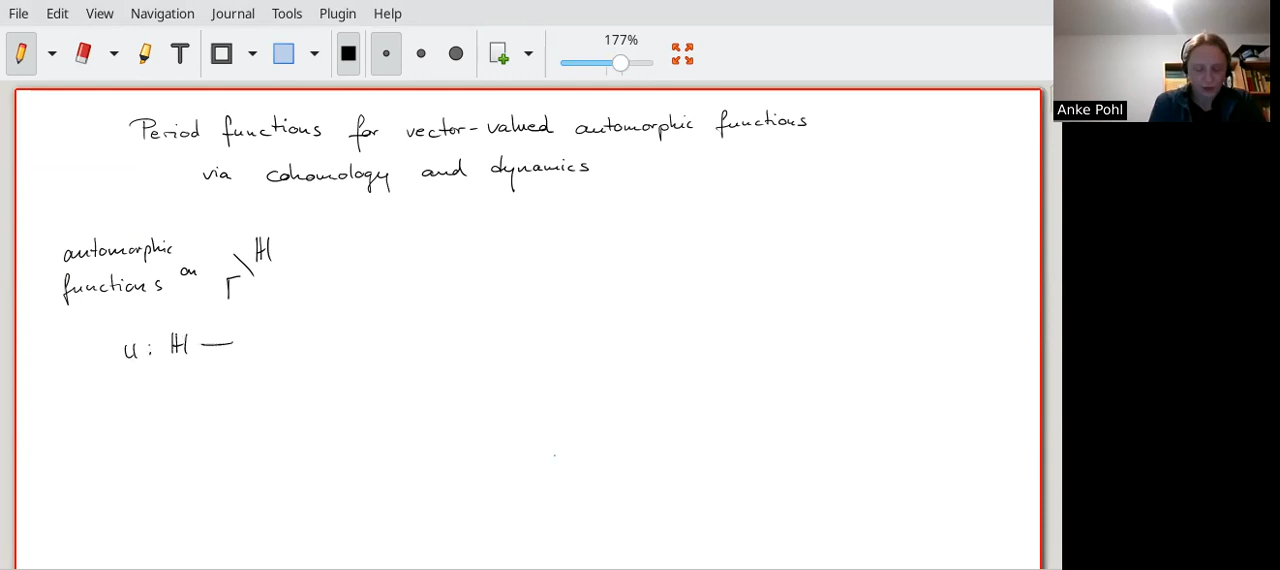 File Edit View Navigation Journal Tools Plugin Help
177%
Anke Pohl
Period functions for vector-valued automorphic functions
via cohomology and dynamics
automorphic
functions on Γ\ℍ
u : ℍ —